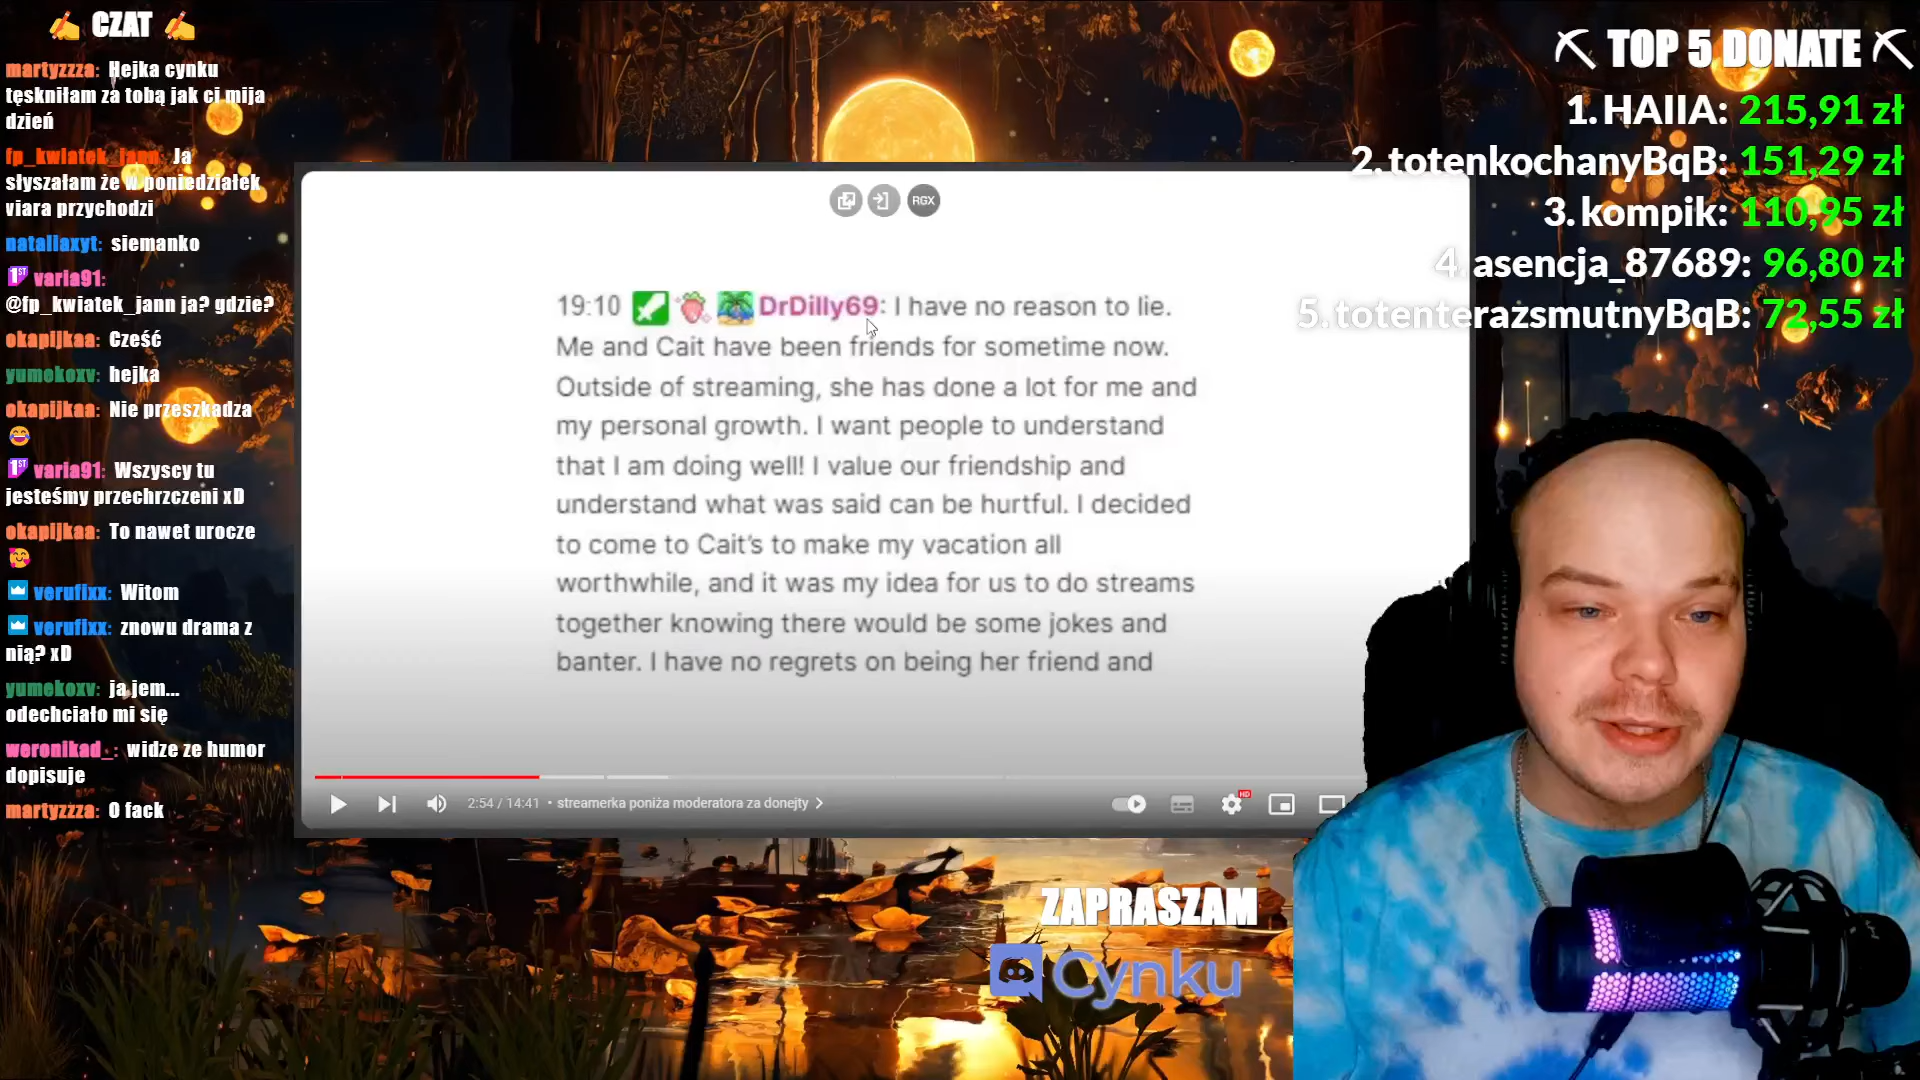 ✍ CZAT ✍
martyzzza: Hejka cynku
tęskniłam za tobą jak ci mija
dzień
fp_kwiatek_jann: Ja
słyszałam że w poniedziałek
viara przychodzi
nataliaxyt: siemanko
1ST varia91:
@fp_kwiatek_jann ja? gdzie?
okapijkaa: Cześć
yumekoxv: hejka
okapijkaa: Nie przeszkadza
😂
1ST varia91: Wszyscy tu
jesteśmy przechrzczeni xD
okapijkaa: To nawet urocze
🥰
verufixx: Witom
verufixx: znowu drama z
nią? xD
yumekoxv: ja jem...
odechciało mi się
weronikad_: widze ze humor
dopisuje
martyzzza: O fack
RGX
19:10 DrDilly69: I have no reason to lie.
Me and Cait have been friends for sometime now.
Outside of streaming, she has done a lot for me and
my personal growth. I want people to understand
that I am doing well! I value our friendship and
understand what was said can be hurtful. I decided
to come to Cait's to make my vacation all
worthwhile, and it was my idea for us to do streams
together knowing there would be some jokes and
banter. I have no regrets on being her friend and
2:54 / 14:41 • streamerka poniża moderatora za donejty >
HD
⛏ TOP 5 DONATE ⛏
1. HAIIA: 215,91 zł
2. totenkochanyBqB: 151,29 zł
3. kompik: 110,95 zł
4. asencja_87689: 96,80 zł
5. totenterazsmutnyBqB: 72,55 zł
ZAPRASZAM
Cynku